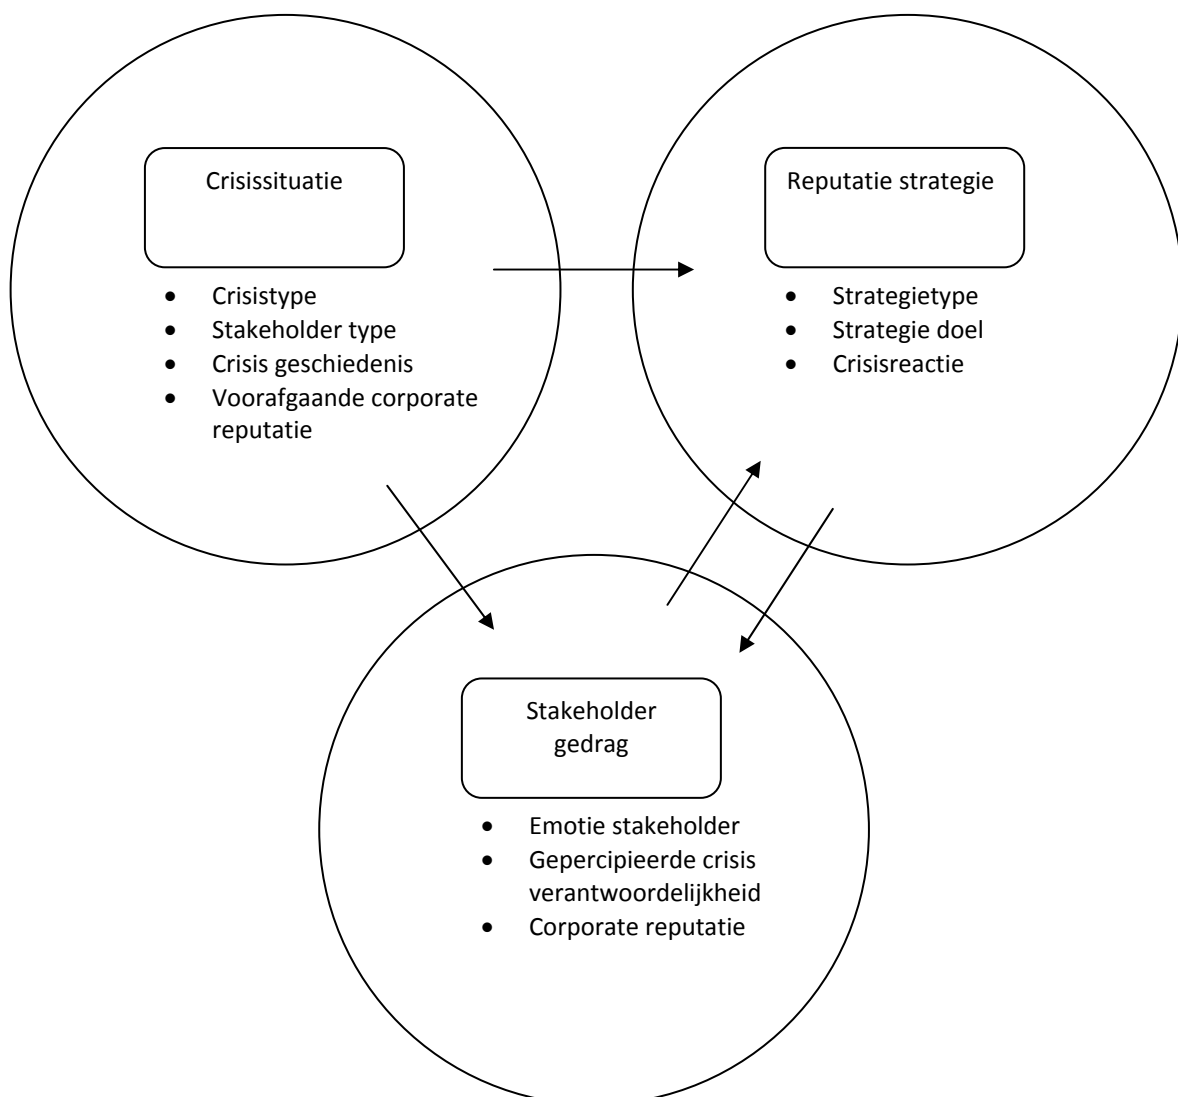 Crisissituatie
• Crisistype
• Stakeholder type
• Crisis geschiedenis
• Voorafgaande corporate
reputatie
Reputatie strategie
• Strategietype
• Strategie doel
• Crisisreactie
Stakeholder
gedrag
• Emotie stakeholder
• Gepercipieerde crisis
verantwoordelijkheid
• Corporate reputatie